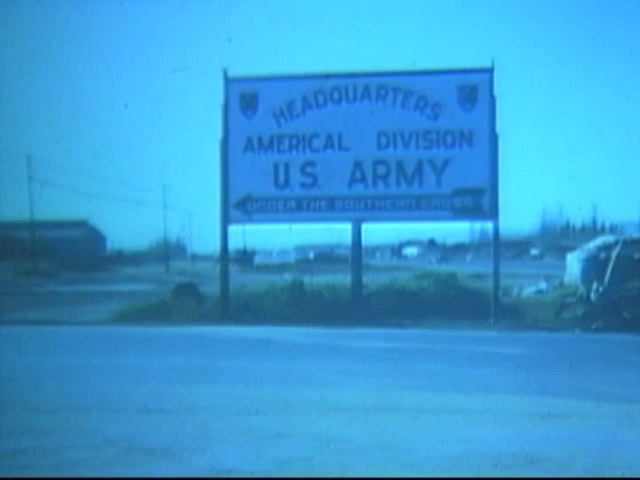 HEADQUARTERS
AMERICAL DIVISION
U.S. ARMY
UNDER THE SOUTHERN CROSS